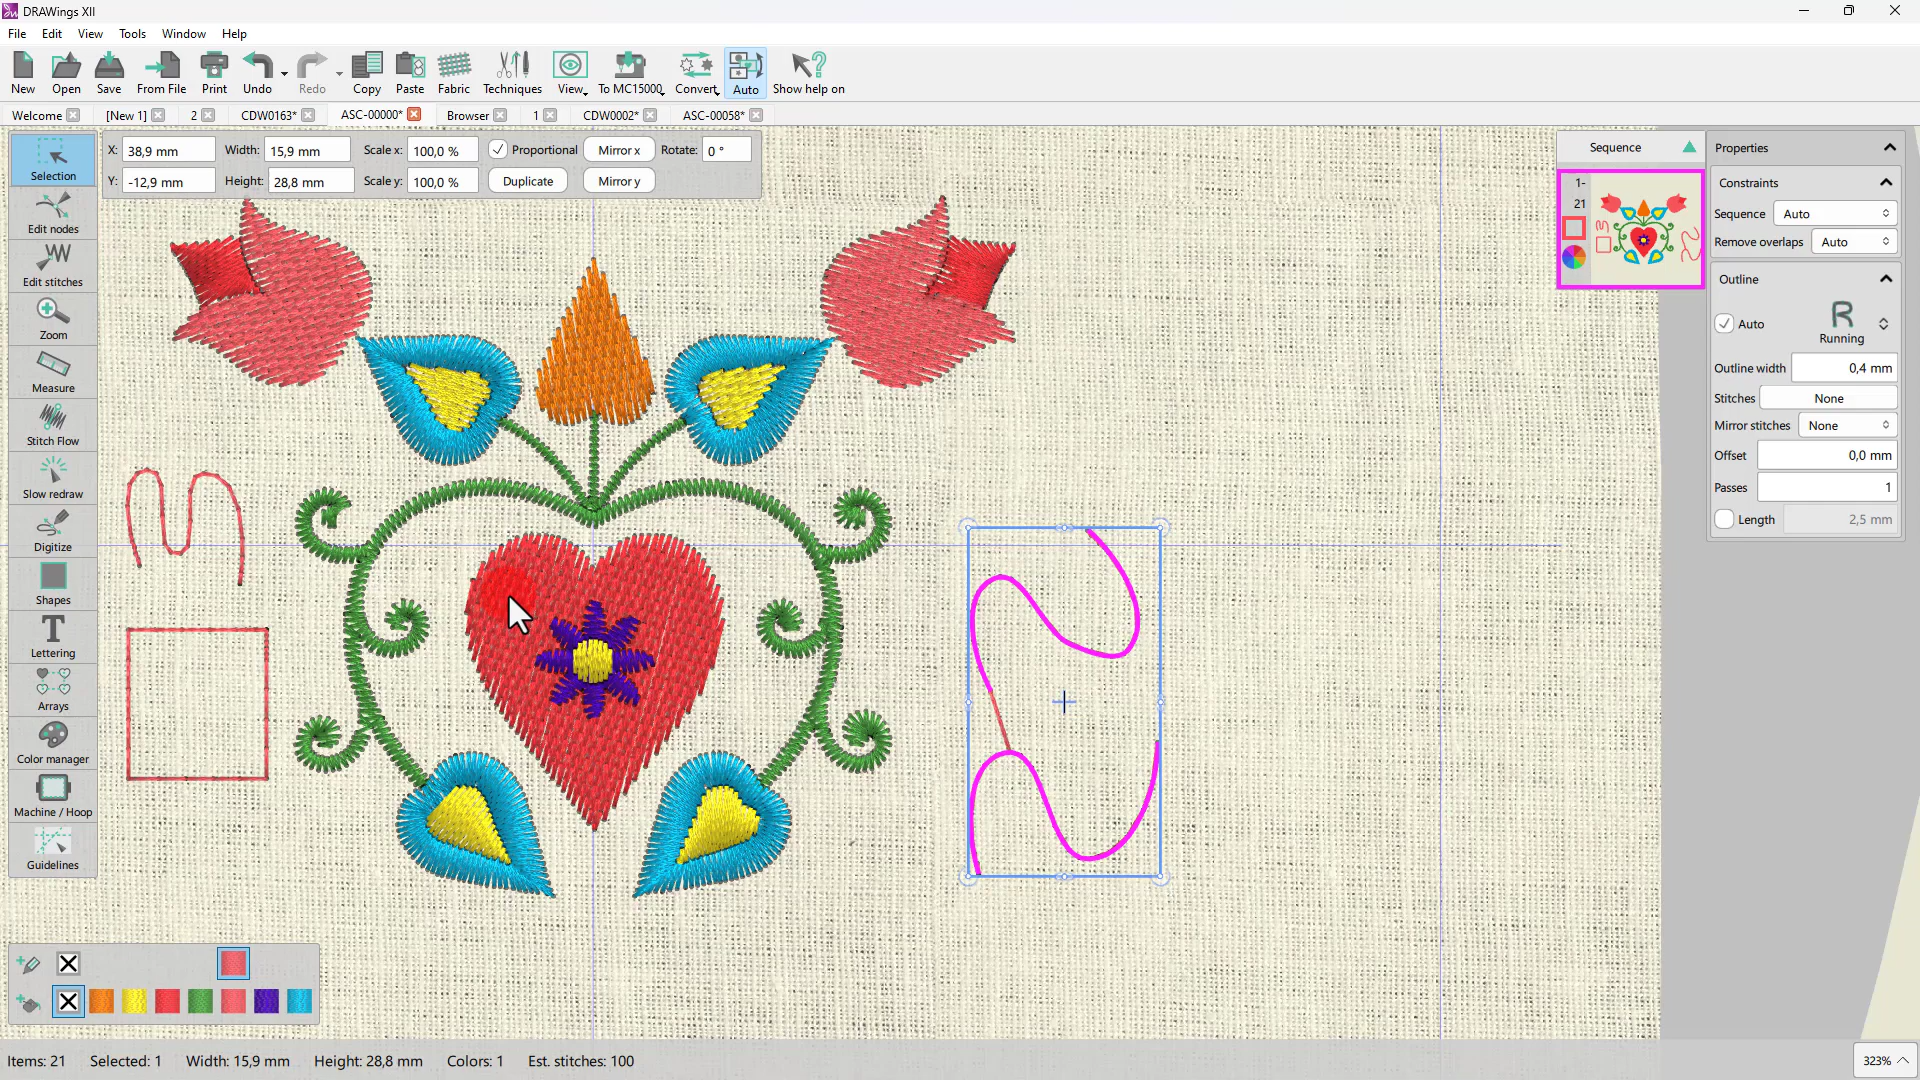 DRAWings XII
File Edit View Tools Window Help
New Open Save From File Print Undo Redo Copy Paste Fabric Techniques View To MC15000 Convert Auto Show help on
Welcome [New 1] 2 CDW0163* ASC-00000* Browser 1 CDW0002* ASC-00058*
X: 38,9 mm Width: 15,9 mm Scale x: 100,0 % Proportional Mirror x Rotate: 0 °
Y: -12,9 mm Height: 28,8 mm Scale y: 100,0 % Duplicate Mirror y
Selection
Edit nodes
Edit stitches
Zoom
Measure
Stitch Flow
Slow redraw
Digitize
Shapes
Lettering
Arrays
Color manager
Machine / Hoop
Guidelines
Sequence
1-
21
Properties
Constraints
Sequence Auto
Remove overlaps Auto
Outline
Auto Running
Outline width 0,4 mm
Stitches None
Mirror stitches None
Offset 0,0 mm
Passes 1
Length 2,5 mm
Items: 21 Selected: 1 Width: 15,9 mm Height: 28,8 mm Colors: 1 Est. stitches: 100
323%